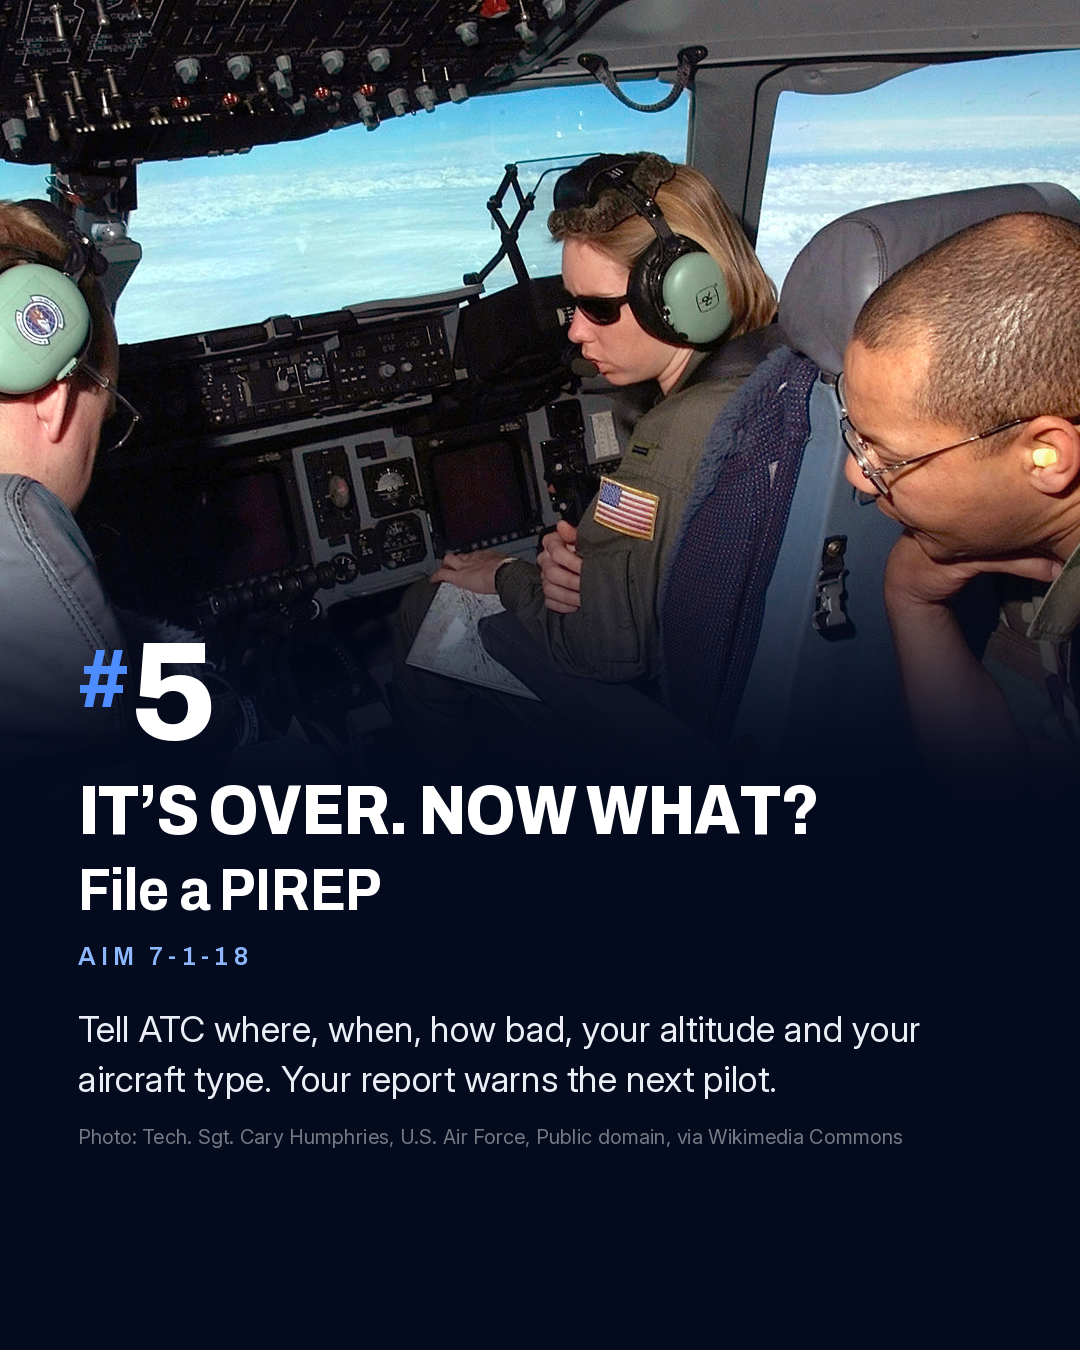 #5
IT’S OVER. NOW WHAT?
File a PIREP
AIM 7-1-18
Tell ATC where, when, how bad, your altitude and your
aircraft type. Your report warns the next pilot.
Photo: Tech. Sgt. Cary Humphries, U.S. Air Force, Public domain, via Wikimedia Commons